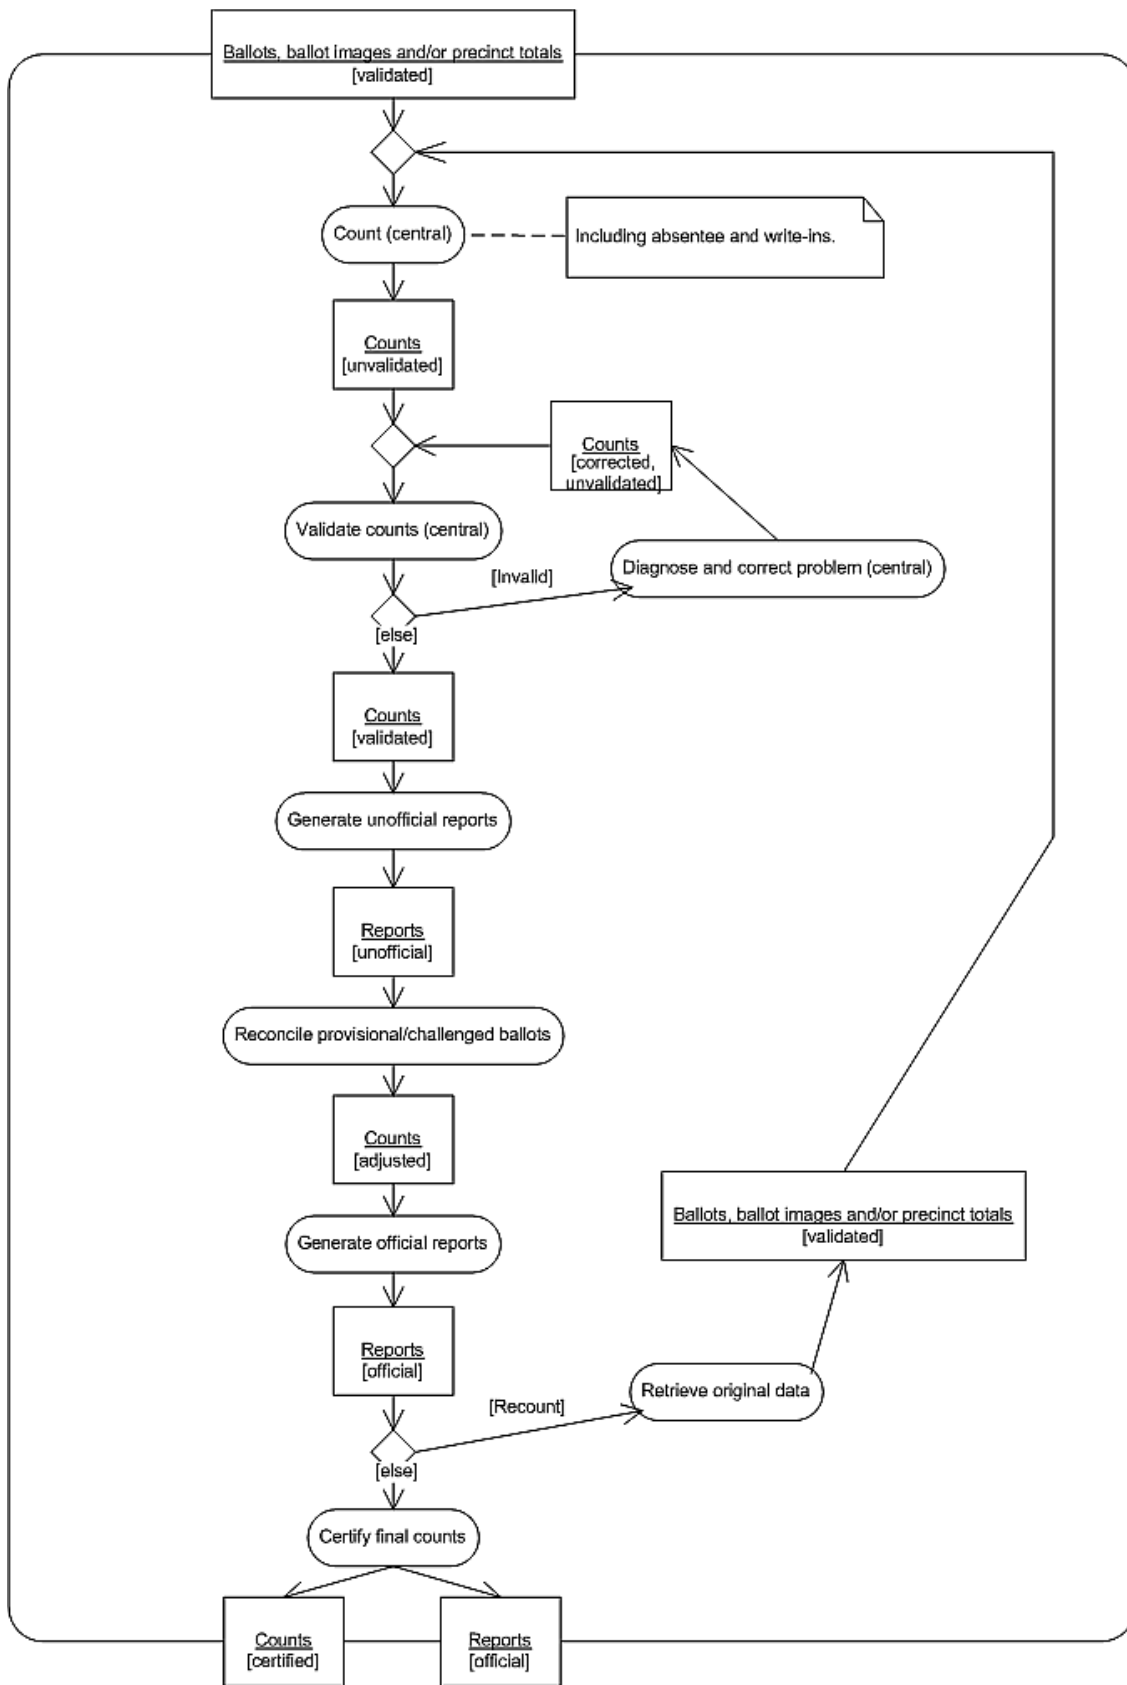 Ballots, ballot images and/or precinct totals
[validated]
Count (central)
Including absentee and write-ins.
Counts
[unvalidated]
Counts
[corrected,
unvalidated]
Validate counts (central)
[Invalid]
Diagnose and correct problem (central)
[else]
Counts
[validated]
Generate unofficial reports
Reports
[unofficial]
Reconcile provisional/challenged ballots
Counts
[adjusted]
Ballots, ballot images and/or precinct totals
[validated]
Generate official reports
Reports
[official]
Retrieve original data
[Recount]
[else]
Certify final counts
Counts
[certified]
Reports
[official]